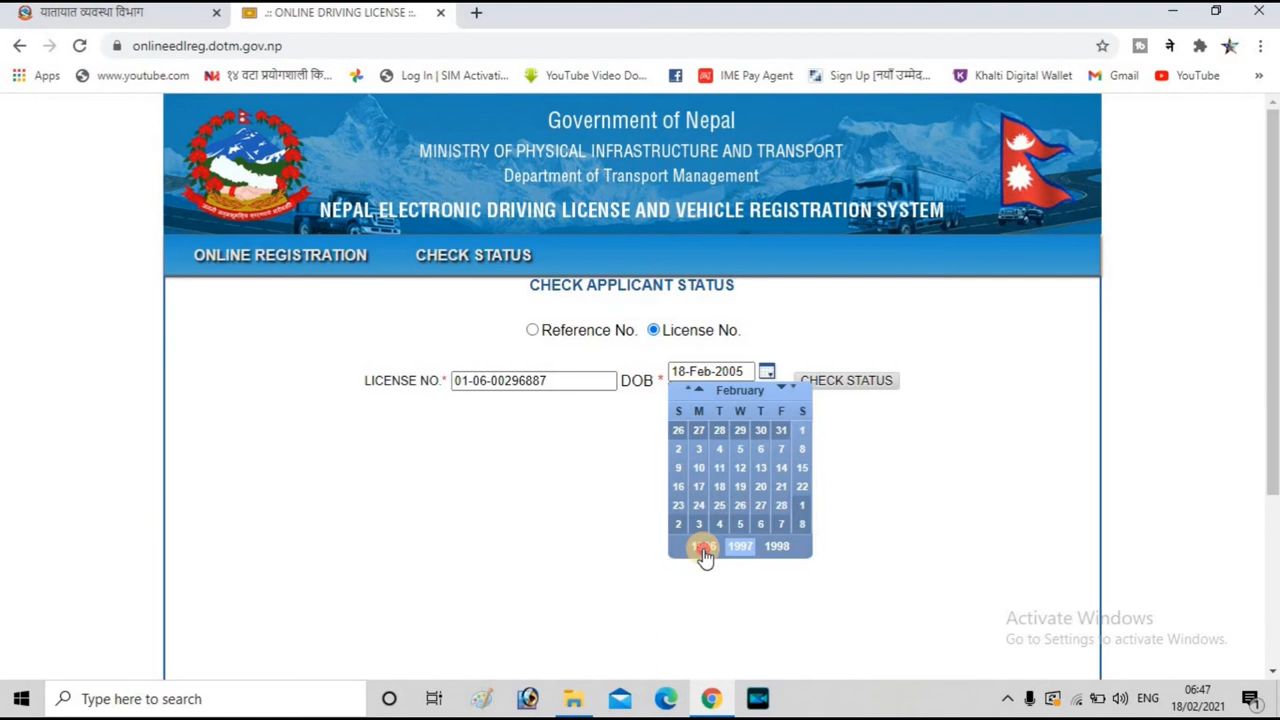 यातायात व्यवस्था विभाग
.:: ONLINE DRIVING LICENSE ::.
onlineedlreg.dotm.gov.np
Apps www.youtube.com १४ वटा प्रयोगशाली कि... Log In | SIM Activati... YouTube Video Do... IME Pay Agent Sign Up [नयाँ उम्मेद... Khalti Digital Wallet Gmail YouTube »
Government of Nepal
MINISTRY OF PHYSICAL INFRASTRUCTURE AND TRANSPORT
Department of Transport Management
NEPAL ELECTRONIC DRIVING LICENSE AND VEHICLE REGISTRATION SYSTEM
ONLINE REGISTRATION CHECK STATUS
CHECK APPLICANT STATUS
Reference No. License No.
LICENSE NO.* 01-06-00296887 DOB * 18-Feb-2005 CHECK STATUS
February
S M T W T F S
26 27 28 29 30 31 1
2 3 4 5 6 7 8
9 10 11 12 13 14 15
16 17 18 19 20 21 22
23 24 25 26 27 28 1
2 3 4 5 6 7 8
1996 1997 1998
Activate Windows
Go to Settings to activate Windows.
Type here to search
ENG
06:47
18/02/2021